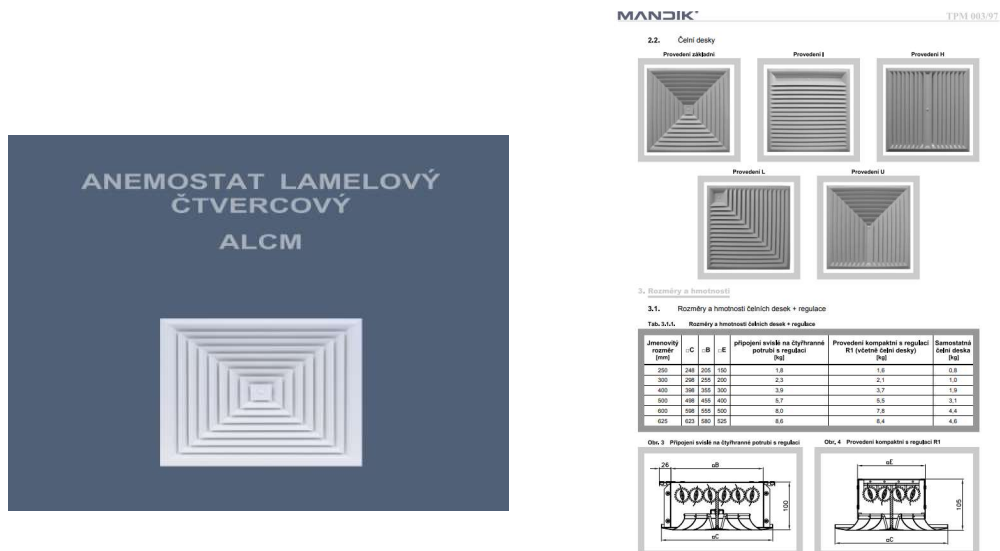 ANEMOSTAT LAMELOVÝ
ČTVERCOVÝ
ALCM
MANDÍK
TPM 003/97
2.2. Čelní desky
Provedení základní Provedení I Provedení H
Provedení L Provedení U
3. Rozměry a hmotnosti
3.1. Rozměry a hmotnosti čelních desek + regulace
Tab. 3.1.1. Rozměry a hmotnosti čelních desek + regulace
Jmenovitý rozměr [mm] □C □B □E připojení svislé na čtyřhranné potrubí s regulací [kg] Provedení kompaktní s regulací R1 (včetně čelní desky) [kg] Samostatná čelní deska [kg]
250 248 205 150 1,8 1,6 0,8
300 298 255 200 2,3 2,1 1,0
400 398 355 300 3,9 3,7 1,9
500 498 455 400 5,7 5,5 3,1
600 598 555 500 8,0 7,8 4,4
625 623 580 525 8,6 8,4 4,6
Obr. 3 Připojení svislé na čtyřhranné potrubí s regulací Obr. 4 Provedení kompaktní s regulací R1
26 □B 100 □C
□E 105 □C